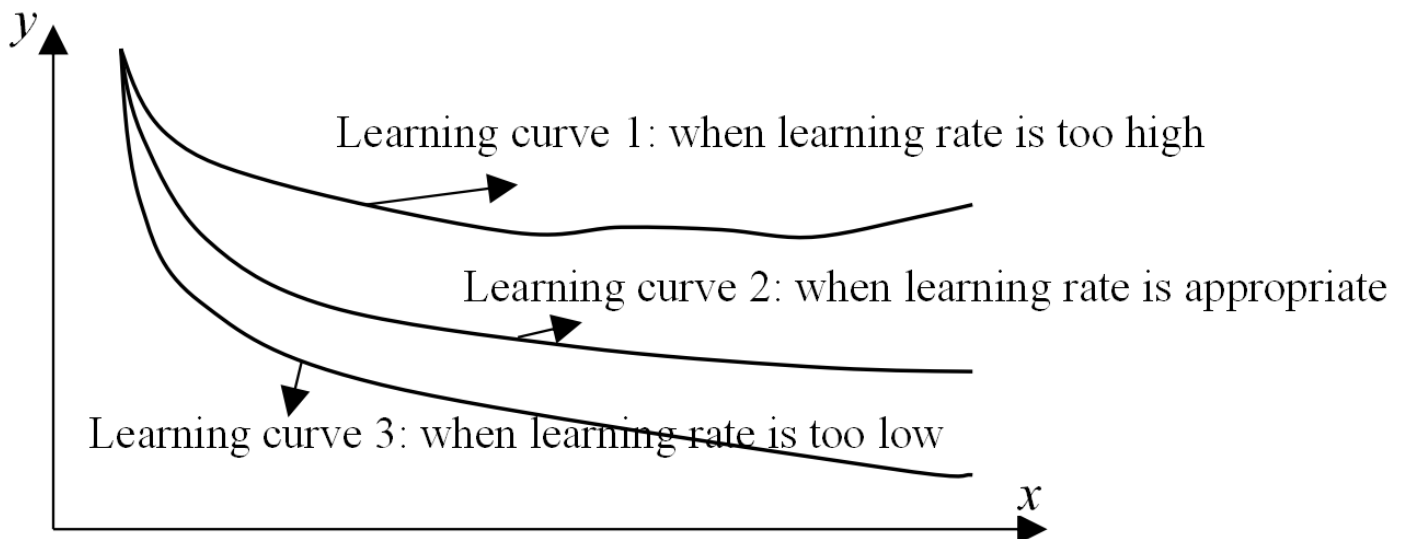 y
Learning curve 1: when learning rate is too high
Learning curve 2: when learning rate is appropriate
Learning curve 3: when learning rate is too low
x